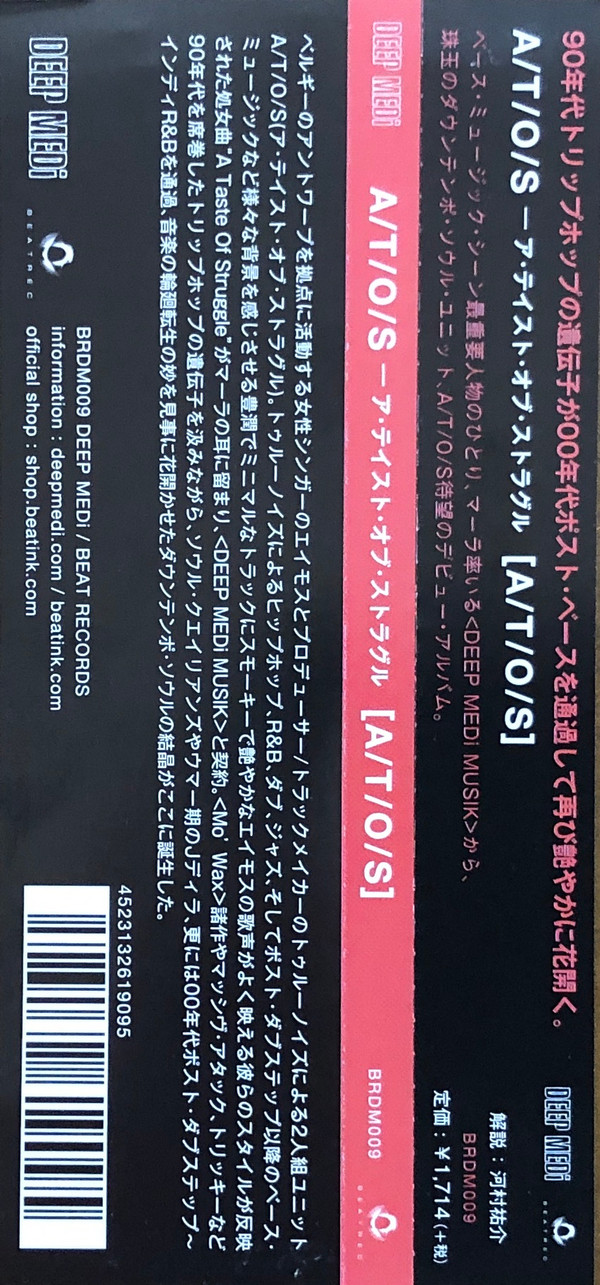 90年代トリップホップの遺伝子が00年代ポスト・ベースを通過して再び艶やかに花開く。
A/T/O/S — ア・テイスト・オブ・ストラグル [A/T/O/S]
ベース・ミュージック・シーン最重要人物のひとり、マーラ率いる<DEEP MEDi MUSIK>から、
珠玉のダウンテンポ・ソウル・ユニット、A/T/O/S待望のデビュー・アルバム。
DEEP MEDi
BEATREC
解説：河村祐介
BRDM009
定価：￥1,714(+税)
DEEP MEDi
A/T/O/S — ア・テイスト・オブ・ストラグル [A/T/O/S]
BRDM009
BEATREC
ベルギーのアントワープを拠点に活動する女性シンガーのエイモスとプロデューサー/トラックメイカーのトゥルーノイズによる2人組ユニット
A/T/O/S(ア・テイスト・オブ・ストラグル)。トゥルーノイズによるヒップホップ、R&B、ダブ、ジャズ、そしてポスト・ダブステップ以降のベース・
ミュージックなど様々な背景を感じさせる豊潤でミニマルなトラックにスモーキーで艶やかなエイモスの歌声がよく映える彼らのスタイルが反映
された処女曲"A Taste Of Struggle"がマーラの耳に留まり、<DEEP MEDi MUSIK>と契約。<Mo' Wax>諸作やマッシヴ・アタック、トリッキーなど
90年代を席巻したトリップホップの遺伝子を汲みながら、ソウル・クエイリアンズやウマー期のJディラ、更には00年代ポスト・ダブステップ〜
インディR&Bを通過、音楽の輪廻転生の妙を見事に花開かせたダウンテンポ・ソウルの結晶がここに誕生した。
DEEP MEDi
BEATREC
BRDM009 DEEP MEDi / BEAT RECORDS
information : deepmedi.com / beatink.com
official shop : shop.beatink.com
4523132619095